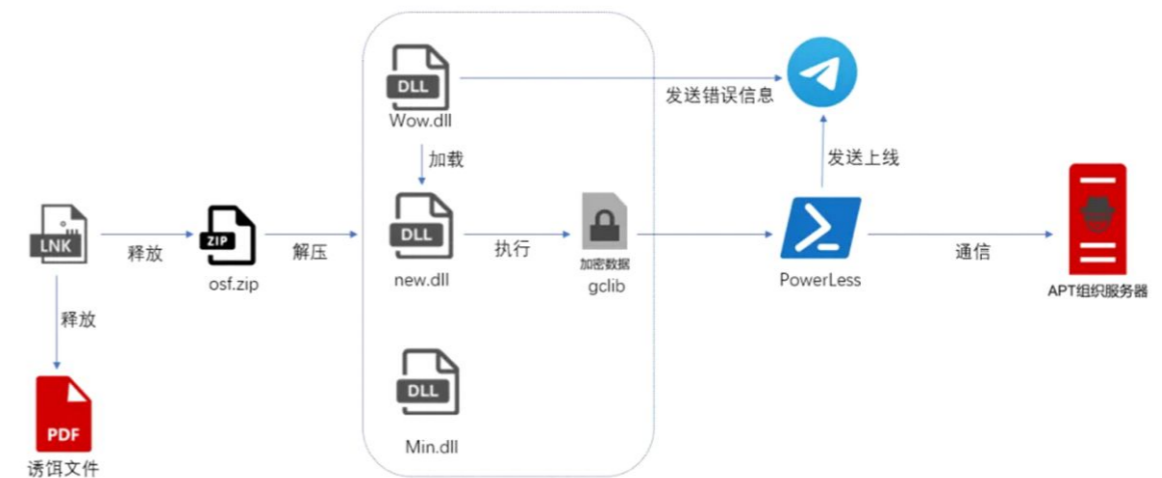 DLL
Wow.dll
发送错误信息
加载
发送上线
LNK
释放
ZIP
osf.zip
解压
DLL
new.dll
执行
加密数据
gclib
PowerLess
通信
APT组织服务器
释放
PDF
诱饵文件
DLL
Min.dll